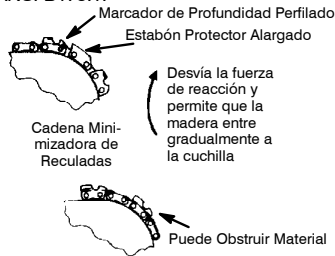 Marcador de Profundidad Perfilado
Estabón Protector Alargado
Desvía la fuerza
de reacción y
permite que la
madera entre
gradualmente a
la cuchilla
Cadena Mini-
mizadora de
Reculadas
Puede Obstruir Material